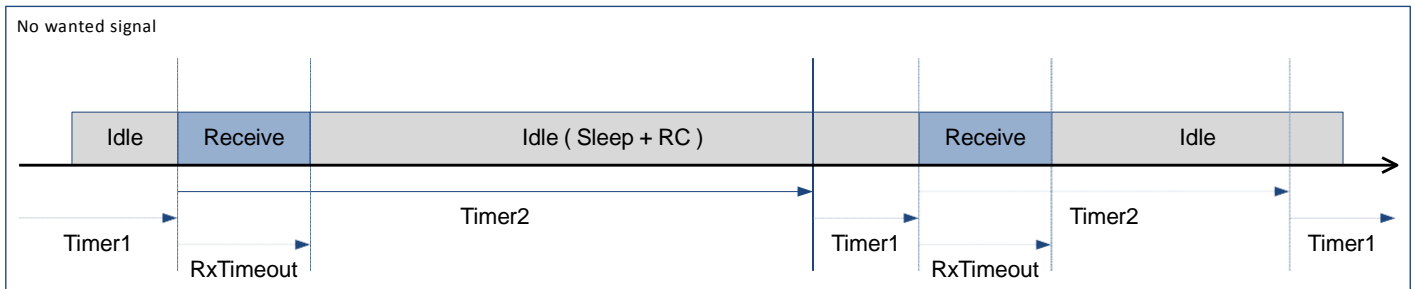 No wanted signal
Idle
Receive
Idle ( Sleep + RC )
Receive
Idle
Timer2
Timer2
Timer1
Timer1
Timer1
RxTimeout
RxTimeout